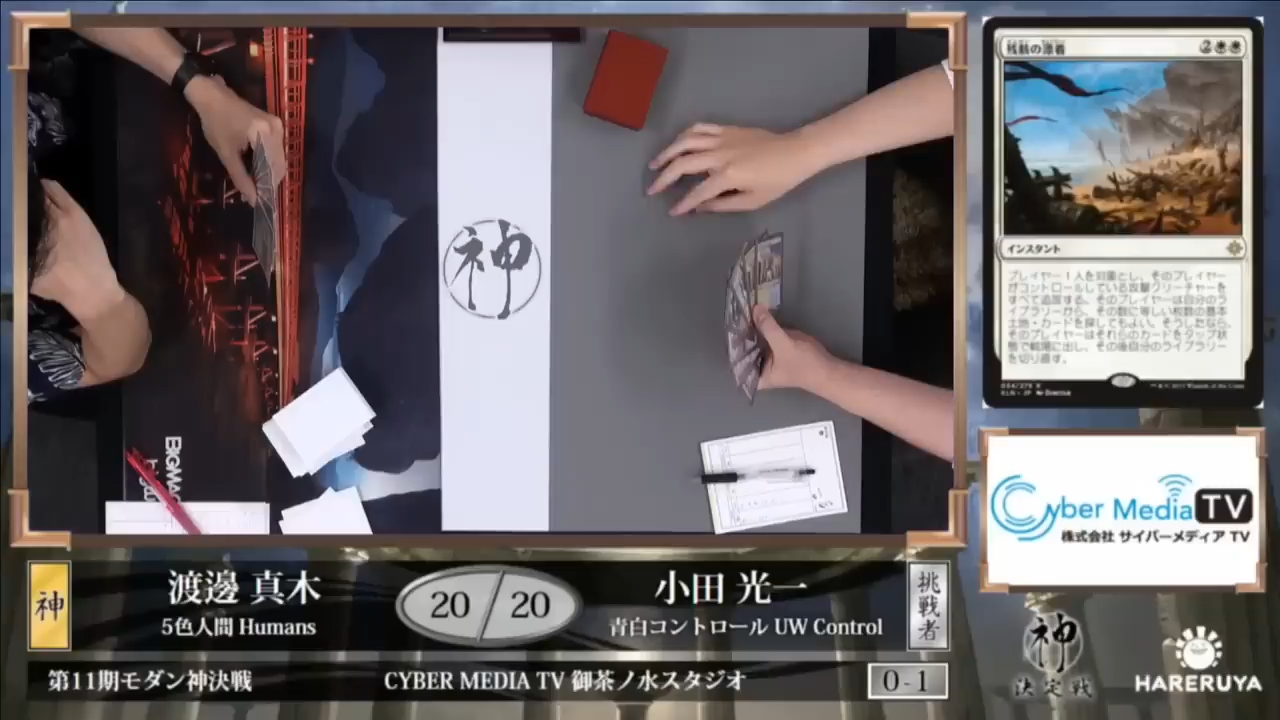 残骸の漂着
インスタント
プレイヤー1人を対象とし、そのプレイヤー
がコントロールしている攻撃クリーチャーを
すべて追放する。そのプレイヤーは自分のラ
イブラリーから、その数に等しい枚数の基本
土地・カードを探してもよい。そうしたなら、
そのプレイヤーはそれらのカードをタップ状
態で戦場に出し、その後自分のライブラリー
を切り直す。
神
BIGMAG
Cyber Media TV
株式会社 サイバーメディア TV
神
渡邊 真木
5色人間 Humans
20 / 20
小田 光一
青白コントロール UW Control
挑戦者
第11期モダン神決戦
CYBER MEDIA TV 御茶ノ水スタジオ
0-1
神
決定戦
HARERUYA